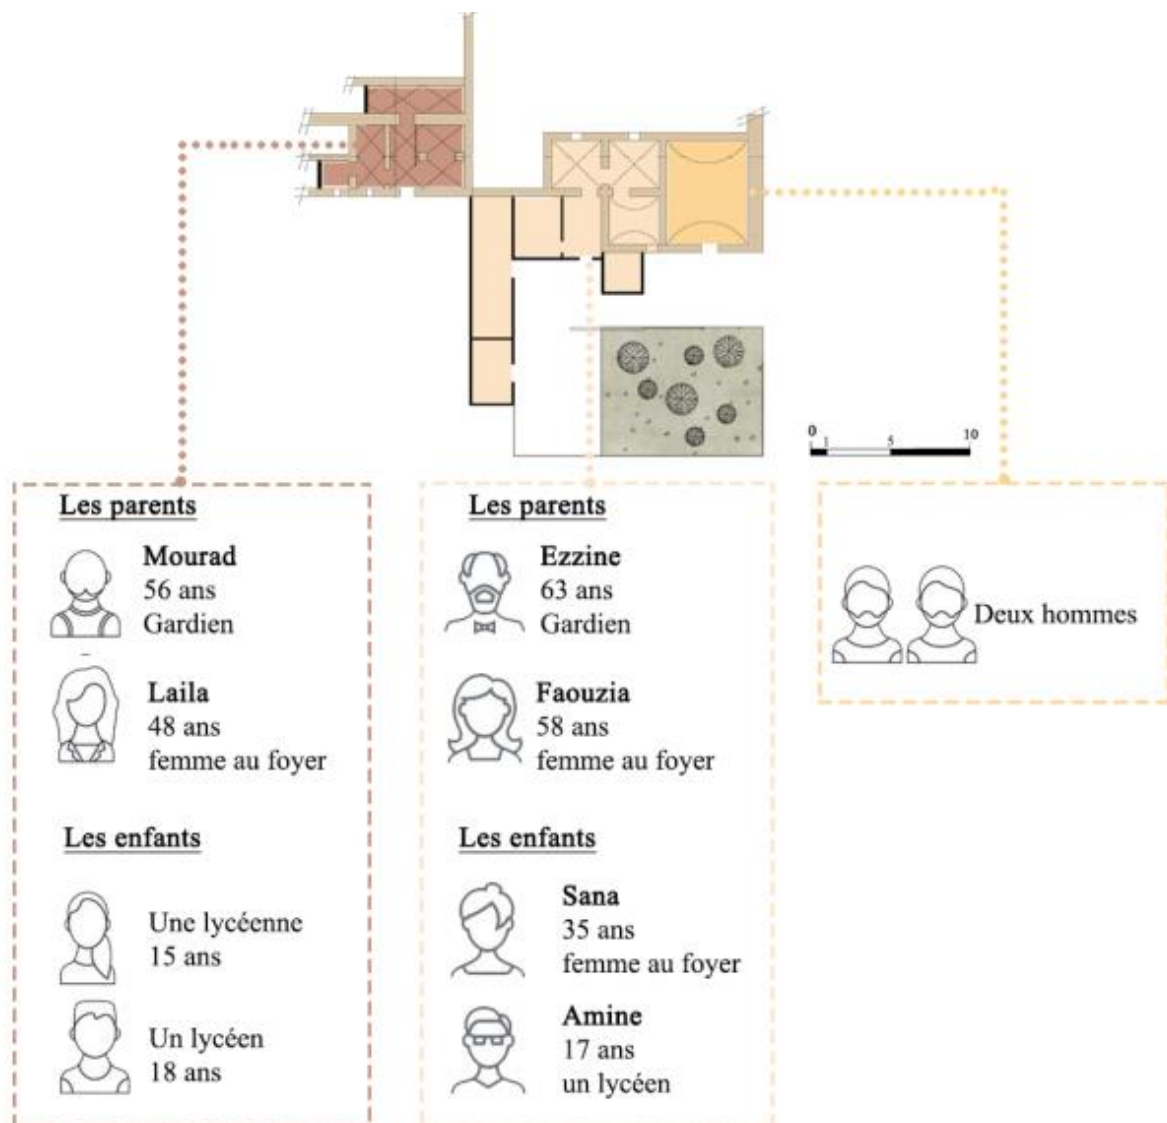 0
1
5
10
Les parents
Mourad
56 ans
Gardien
Laila
48 ans
femme au foyer
Les enfants
Une lycéenne
15 ans
Un lycéen
18 ans
Les parents
Ezzine
63 ans
Gardien
Faouzia
58 ans
femme au foyer
Les enfants
Sana
35 ans
femme au foyer
Amine
17 ans
un lycéen
Deux hommes